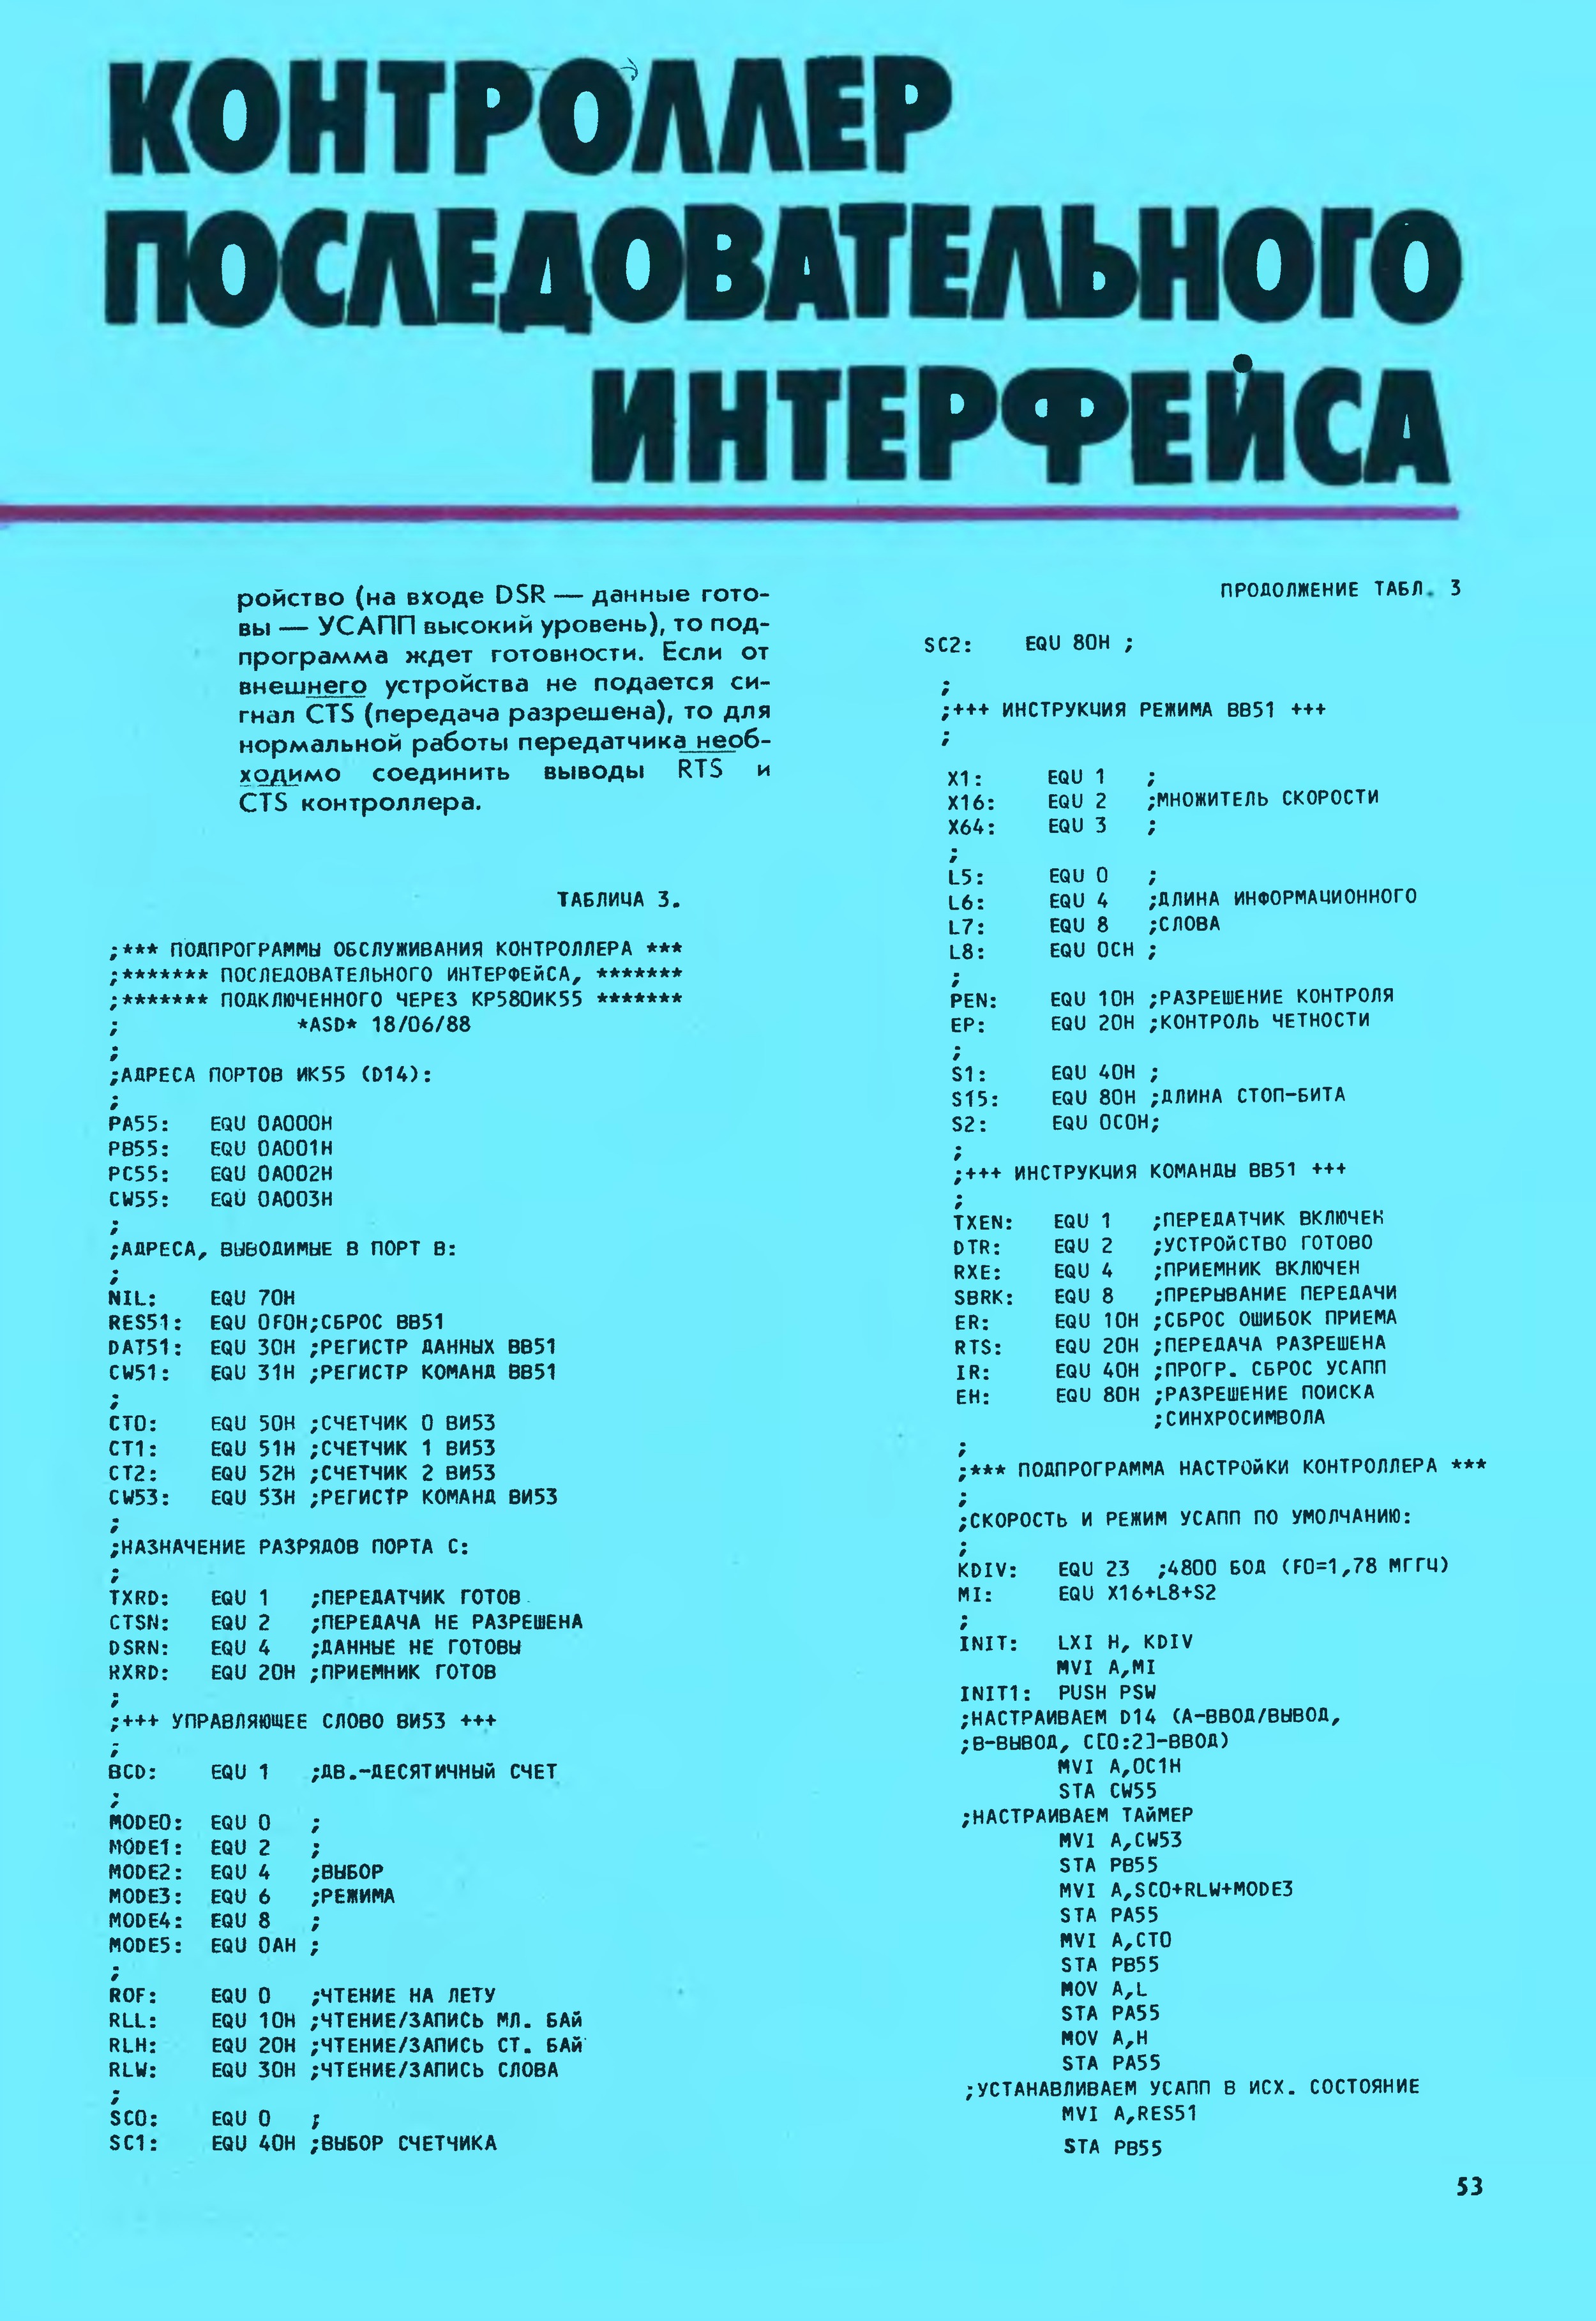 КОНТРОЛЛЕР
ПОСЛЕДОВАТЕЛЬНОГО
ИНТЕРФЕЙСА
ройство (на входе DSR — данные гото-
вы — УСАПП высокий уровень), то под-
программа ждет готовности. Если от
внешнего устройства не подается си-
гнал CTS (передача разрешена), то для
нормальной работы передатчика необ-
ходимо соединить выводы RTS и
CTS контроллера.
ТАБЛИЧА 3.
;*** ПОДПРОГРАММЫ ОБСЛУЖИВАНИЯ КОНТРОЛЛЕРА ***
;******* ПОСЛЕДОВАТЕЛЬНОГО ИНТЕРФЕЙСА, *******
;******* ПОДКЛЮЧЕННОГО ЧЕРЕЗ КР580ИК55 *******
; *ASD* 18/06/88
;
;АДРЕСА ПОРТОВ ИК55 (D14):
;
PA55: EQU 0A000H
PB55: EQU 0A001H
PC55: EQU 0A002H
CW55: EQU 0A003H
;
;АДРЕСА, ВЫВОДИМЫЕ В ПОРТ В:
;
NIL: EQU 70H
RES51: EQU 0F0H;СБРОС ВВ51
DAT51: EQU 30H ;РЕГИСТР ДАННЫХ ВВ51
CW51: EQU 31H ;РЕГИСТР КОМАНД ВВ51
;
CT0: EQU 50H ;СЧЕТЧИК 0 ВИ53
CT1: EQU 51H ;СЧЕТЧИК 1 ВИ53
CT2: EQU 52H ;СЧЕТЧИК 2 ВИ53
CW53: EQU 53H ;РЕГИСТР КОМАНД ВИ53
;
;НАЗНАЧЕНИЕ РАЗРЯДОВ ПОРТА С:
;
TXRD: EQU 1 ;ПЕРЕДАТЧИК ГОТОВ
CTSN: EQU 2 ;ПЕРЕДАЧА НЕ РАЗРЕШЕНА
DSRN: EQU 4 ;ДАННЫЕ НЕ ГОТОВЫ
RXRD: EQU 20H ;ПРИЕМНИК ГОТОВ
;
;+++ УПРАВЛЯЮЩЕЕ СЛОВО ВИ53 +++
;
BCD: EQU 1 ;ДВ.-ДЕСЯТИЧНЫЙ СЧЕТ
;
MODE0: EQU 0 ;
MODE1: EQU 2 ;
MODE2: EQU 4 ;ВЫБОР
MODE3: EQU 6 ;РЕЖИМА
MODE4: EQU 8 ;
MODE5: EQU 0AH ;
;
ROF: EQU 0 ;ЧТЕНИЕ НА ЛЕТУ
RLL: EQU 10H ;ЧТЕНИЕ/ЗАПИСЬ МЛ. БАЙ
RLH: EQU 20H ;ЧТЕНИЕ/ЗАПИСЬ СТ. БАЙ
RLW: EQU 30H ;ЧТЕНИЕ/ЗАПИСЬ СЛОВА
;
SC0: EQU 0 ;
SC1: EQU 40H ;ВЫБОР СЧЕТЧИКА
ПРОДОЛЖЕНИЕ ТАБЛ. 3
SC2: EQU 80H ;
;
;+++ ИНСТРУКЧИЯ РЕЖИМА ВВ51 +++
;
X1: EQU 1 ;
X16: EQU 2 ;МНОЖИТЕЛЬ СКОРОСТИ
X64: EQU 3 ;
;
L5: EQU 0 ;
L6: EQU 4 ;ДЛИНА ИНФОРМАЧИОННОГО
L7: EQU 8 ;СЛОВА
L8: EQU 0CH ;
;
PEN: EQU 10H ;РАЗРЕШЕНИЕ КОНТРОЛЯ
EP: EQU 20H ;КОНТРОЛЬ ЧЕТНОСТИ
;
S1: EQU 40H ;
S15: EQU 80H ;ДЛИНА СТОП-БИТА
S2: EQU 0C0H;
;
;+++ ИНСТРУКЧИЯ КОМАНДЫ ВВ51 +++
;
TXEN: EQU 1 ;ПЕРЕДАТЧИК ВКЛЮЧЕН
DTR: EQU 2 ;УСТРОЙСТВО ГОТОВО
RXE: EQU 4 ;ПРИЕМНИК ВКЛЮЧЕН
SBRK: EQU 8 ;ПРЕРЫВАНИЕ ПЕРЕДАЧИ
ER: EQU 10H ;СБРОС ОШИБОК ПРИЕМА
RTS: EQU 20H ;ПЕРЕДАЧА РАЗРЕШЕНА
IR: EQU 40H ;ПРОГР. СБРОС УСАПП
EH: EQU 80H ;РАЗРЕШЕНИЕ ПОИСКА
;СИНХРОСИМВОЛА
;
;*** ПОДПРОГРАММА НАСТРОЙКИ КОНТРОЛЛЕРА ***
;
;СКОРОСТЬ И РЕЖИМ УСАПП ПО УМОЛЧАНИЮ:
;
KDIV: EQU 23 ;4800 БОД (F0=1,78 МГГЧ)
MI: EQU X16+L8+S2
;
INIT: LXI H, KDIV
MVI A,MI
INIT1: PUSH PSW
;НАСТРАИВАЕМ D14 (А-ВВОД/ВЫВОД,
;В-ВЫВОД, С[0:2]-ВВОД)
MVI A,0C1H
STA CW55
;НАСТРАИВАЕМ ТАЙМЕР
MVI A,CW53
STA PB55
MVI A,SC0+RLW+MODE3
STA PA55
MVI A,CT0
STA PB55
MOV A,L
STA PA55
MOV A,H
STA PA55
;УСТАНАВЛИВАЕМ УСАПП В ИСХ. СОСТОЯНИЕ
MVI A,RES51
STA PB55
53